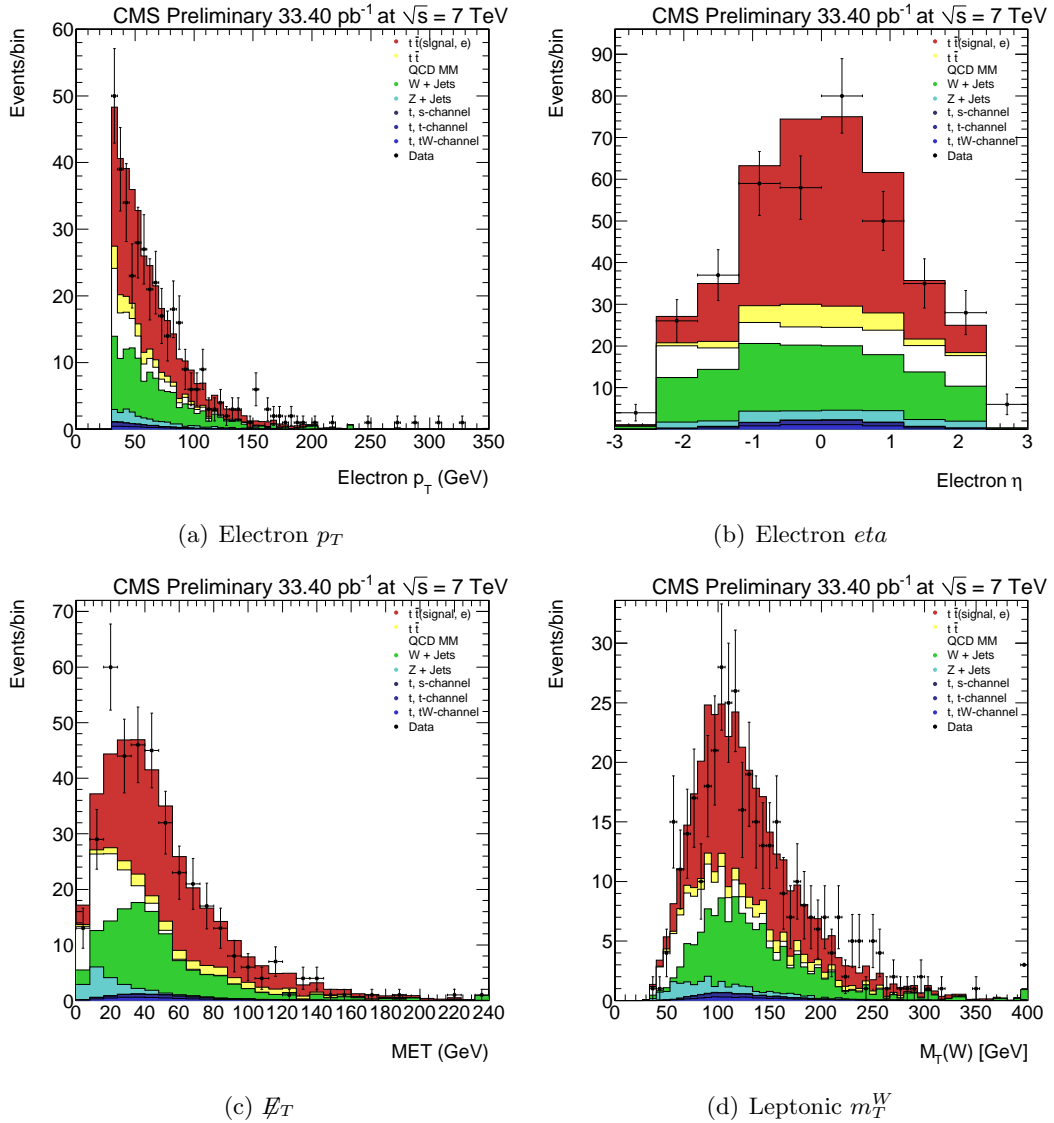 CMS Preliminary 33.40 pb⁻¹ at √s = 7 TeV
Events/bin
60
50
40
30
20
10
0
t t̄(signal, e)
t t̄
QCD MM
W + Jets
Z + Jets
t, s-channel
t, t-channel
t, tW-channel
Data
0 50 100 150 200 250 300 350
Electron p_T (GeV)
(a) Electron p_T
CMS Preliminary 33.40 pb⁻¹ at √s = 7 TeV
Events/bin
90
80
70
60
50
40
30
20
10
t t̄(signal, e)
t t̄
QCD MM
W + Jets
Z + Jets
t, s-channel
t, t-channel
t, tW-channel
Data
-3 -2 -1 0 1 2 3
Electron η
(b) Electron eta
CMS Preliminary 33.40 pb⁻¹ at √s = 7 TeV
Events/bin
70
60
50
40
30
20
10
0
t t̄(signal, e)
t t̄
QCD MM
W + Jets
Z + Jets
t, s-channel
t, t-channel
t, tW-channel
Data
0 20 40 60 80 100 120 140 160 180 200 220 240
MET (GeV)
(c) E̸_T
CMS Preliminary 33.40 pb⁻¹ at √s = 7 TeV
Events/bin
30
25
20
15
10
5
0
t t̄(signal, e)
t t̄
QCD MM
W + Jets
Z + Jets
t, s-channel
t, t-channel
t, tW-channel
Data
0 50 100 150 200 250 300 350 400
M_T(W) [GeV]
(d) Leptonic m_T^W